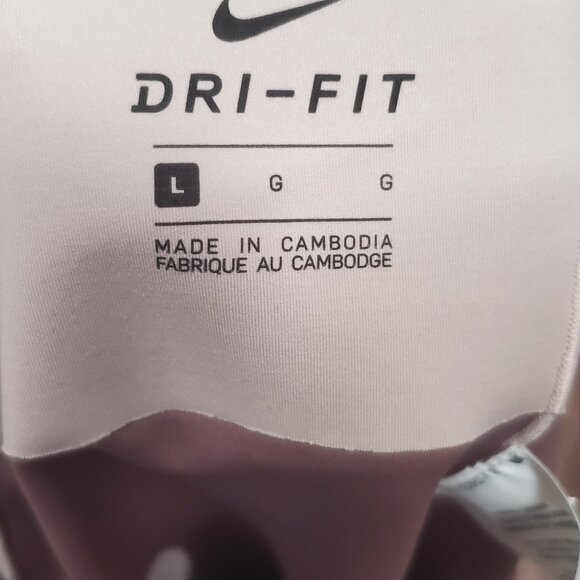 DRI-FIT
L G G
MADE IN CAMBODIA
FABRIQUE AU CAMBODGE